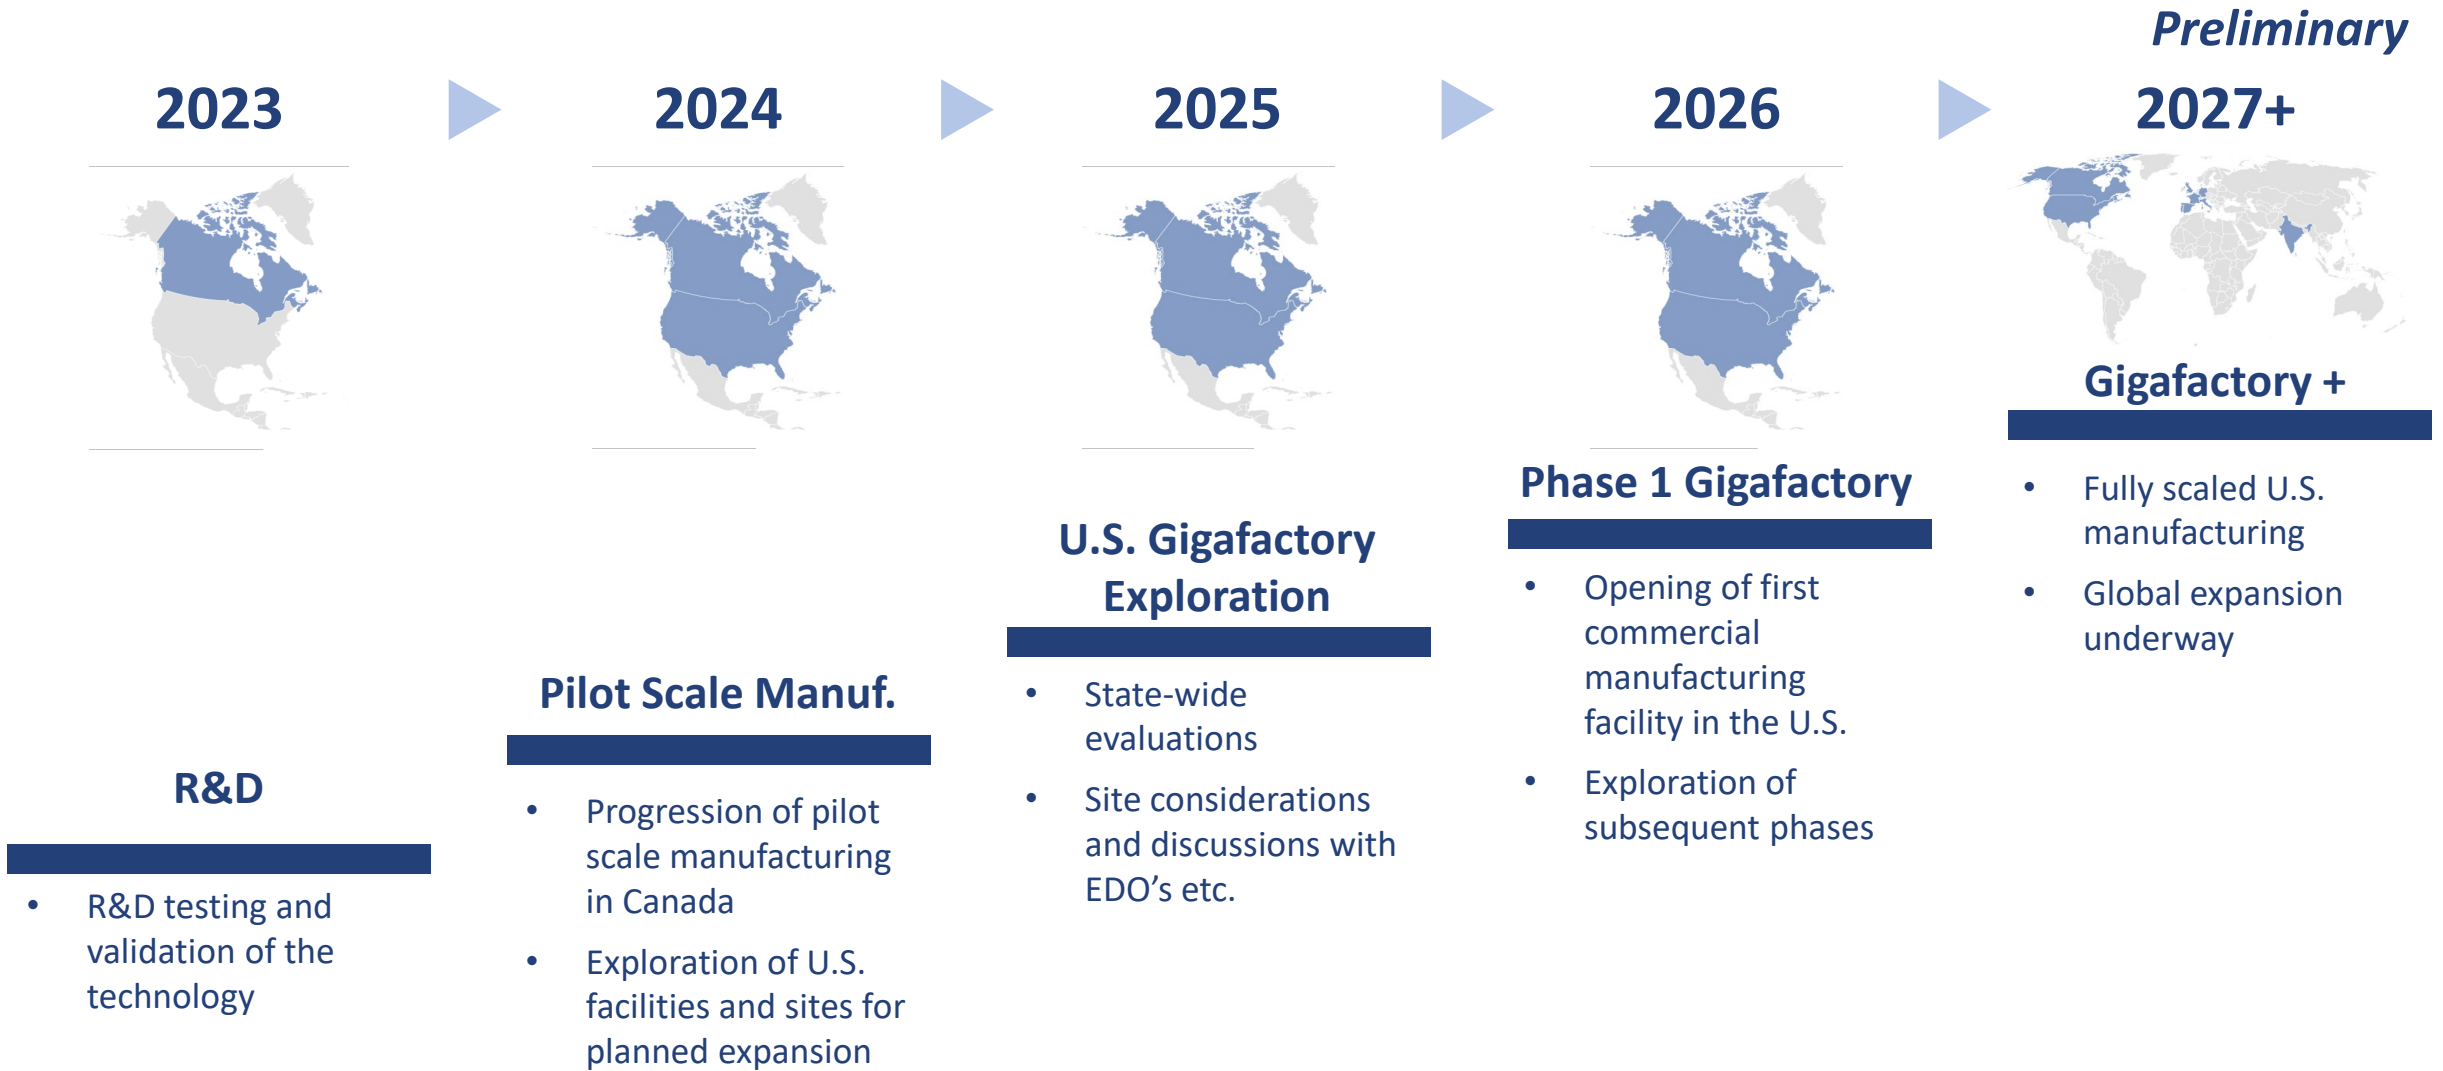 Preliminary
2023
2024
2025
2026
2027+
R&D
• R&D testing and
validation of the
technology
Pilot Scale Manuf.
• Progression of pilot
scale manufacturing
in Canada
• Exploration of U.S.
facilities and sites for
planned expansion
U.S. Gigafactory
Exploration
• State-wide
evaluations
• Site considerations
and discussions with
EDO’s etc.
Phase 1 Gigafactory
• Opening of first
commercial
manufacturing
facility in the U.S.
• Exploration of
subsequent phases
Gigafactory +
• Fully scaled U.S.
manufacturing
• Global expansion
underway